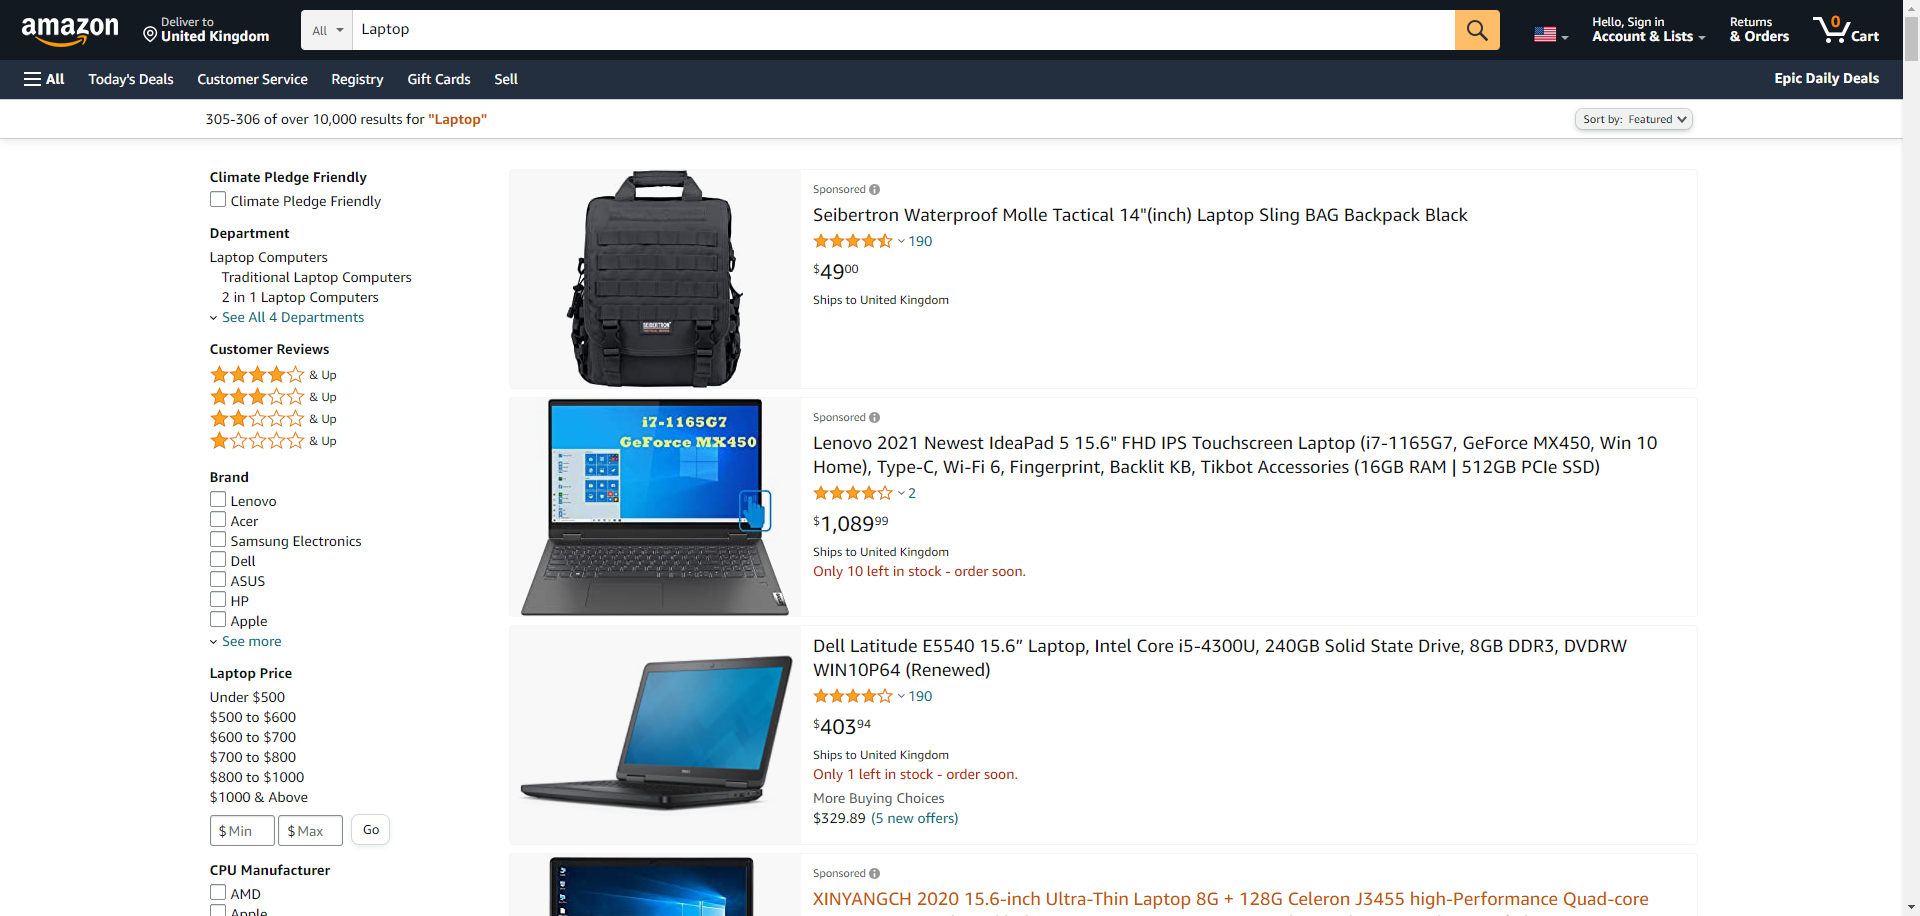 amazon
Deliver to
United Kingdom
All
Laptop
Hello, Sign in
Account & Lists
Returns
& Orders
0
Cart
All
Today's Deals
Customer Service
Registry
Gift Cards
Sell
Epic Daily Deals
305-306 of over 10,000 results for "Laptop"
Sort by: Featured
Climate Pledge Friendly
Climate Pledge Friendly
Department
Laptop Computers
Traditional Laptop Computers
2 in 1 Laptop Computers
See All 4 Departments
Customer Reviews
& Up
& Up
& Up
& Up
Brand
Lenovo
Acer
Samsung Electronics
Dell
ASUS
HP
Apple
See more
Laptop Price
Under $500
$500 to $600
$600 to $700
$700 to $800
$800 to $1000
$1000 & Above
$ Min
$ Max
Go
CPU Manufacturer
AMD
Apple
SEIBERTRON
Sponsored
Seibertron Waterproof Molle Tactical 14"(inch) Laptop Sling BAG Backpack Black
190
$4900
Ships to United Kingdom
i7-1165G7
GeForce MX450
Sponsored
Lenovo 2021 Newest IdeaPad 5 15.6" FHD IPS Touchscreen Laptop (i7-1165G7, GeForce MX450, Win 10
Home), Type-C, Wi-Fi 6, Fingerprint, Backlit KB, Tikbot Accessories (16GB RAM | 512GB PCIe SSD)
2
$1,08999
Ships to United Kingdom
Only 10 left in stock - order soon.
Dell Latitude E5540 15.6” Laptop, Intel Core i5-4300U, 240GB Solid State Drive, 8GB DDR3, DVDRW
WIN10P64 (Renewed)
190
$40394
Ships to United Kingdom
Only 1 left in stock - order soon.
More Buying Choices
$329.89 (5 new offers)
Sponsored
XINYANGCH 2020 15.6-inch Ultra-Thin Laptop 8G + 128G Celeron J3455 high-Performance Quad-core